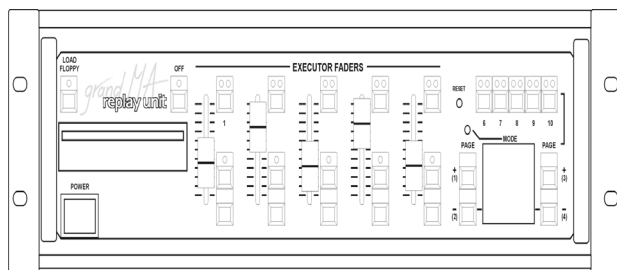 LOAD
FLOPPY
grandMA
replay unit
OFF
EXECUTOR FADERS
RESET
1
6 7 8 9 10
MODE
PAGE PAGE
+
(1)
+
(3)
POWER
−
(2)
−
(4)